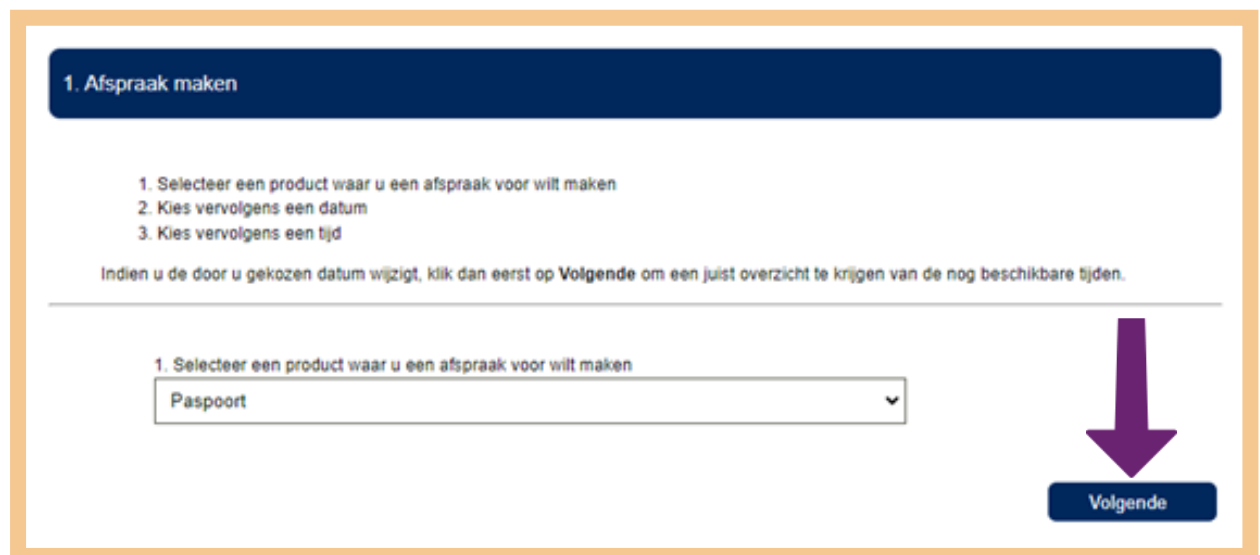 1. Afspraak maken
1. Selecteer een product waar u een afspraak voor wilt maken
2. Kies vervolgens een datum
3. Kies vervolgens een tijd
Indien u de door u gekozen datum wijzigt, klik dan eerst op Volgende om een juist overzicht te krijgen van de nog beschikbare tijden.
1. Selecteer een product waar u een afspraak voor wilt maken
Paspoort
Volgende